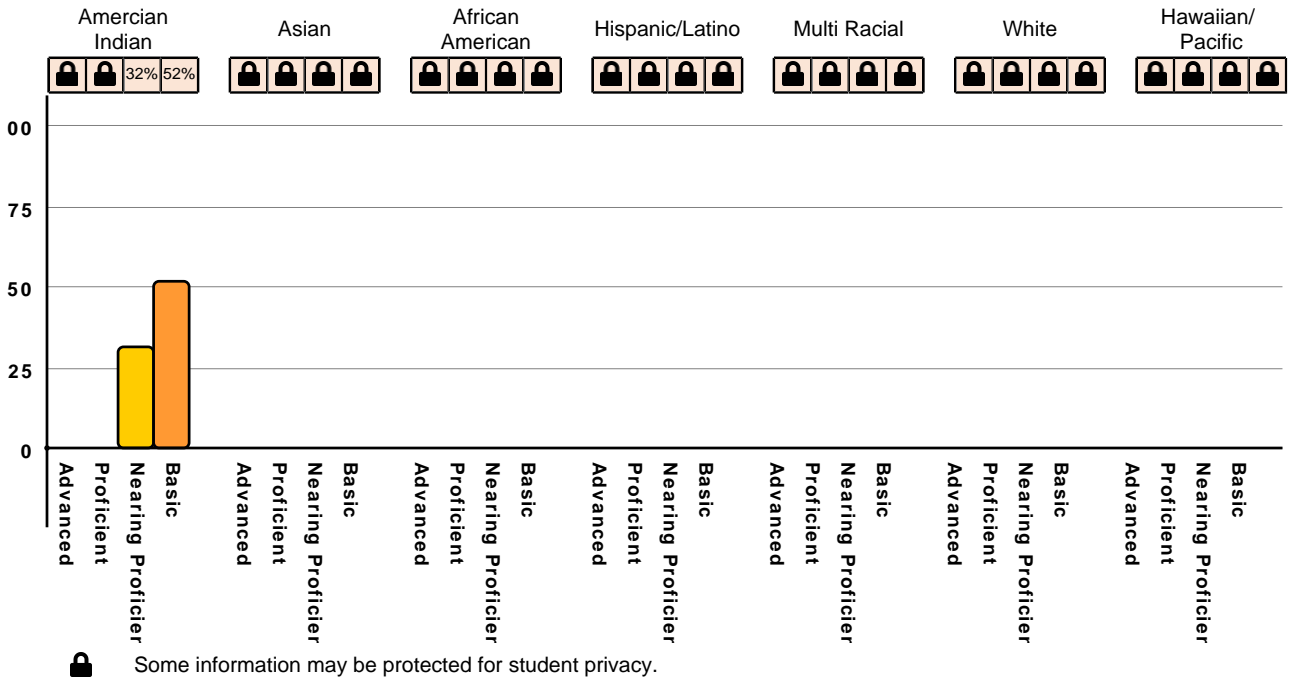 Amercian
Indian
Asian
African
American
Hispanic/Latino
Multi Racial
White
Hawaiian/
Pacific
32% 52%
00
75
50
25
0
Advanced
Proficient
Nearing Proficier
Basic
Advanced
Proficient
Nearing Proficier
Basic
Advanced
Proficient
Nearing Proficier
Basic
Advanced
Proficient
Nearing Proficier
Basic
Advanced
Proficient
Nearing Proficier
Basic
Advanced
Proficient
Nearing Proficier
Basic
Advanced
Proficient
Nearing Proficier
Basic
Some information may be protected for student privacy.